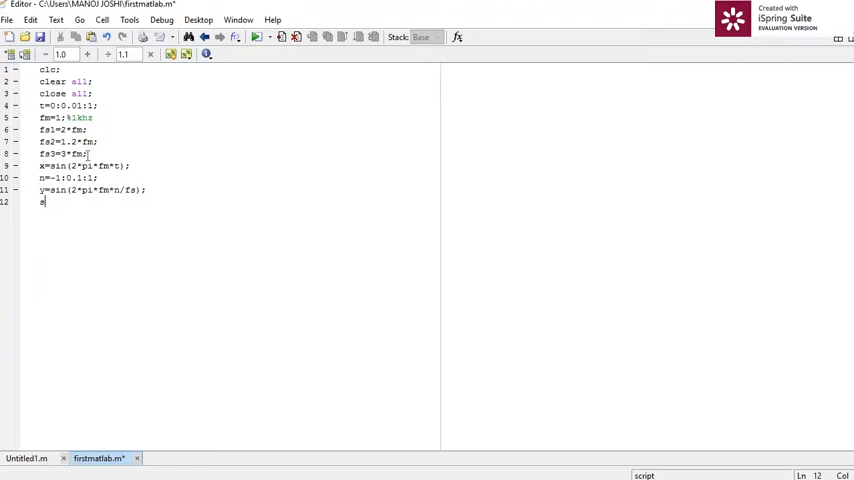 Editor - C:\Users\MANOJ JOSHI\firstmatlab.m*
File Edit Text Go Cell Tools Debug Desktop Window Help
Stack: Base fx
− 1.0 + ÷ 1.1 ×
1 − clc;
2 − clear all;
3 − close all;
4 − t=0:0.01:1;
5 − fm=1;%1khz
6 − fs1=2*fm;
7 − fs2=1.2*fm;
8 − fs3=3*fm;
9 − x=sin(2*pi*fm*t);
10 − n=-1:0.1:1;
11 − y=sin(2*pi*fm*n/fs);
12 s
Created with
iSpring Suite
EVALUATION VERSION
Untitled1.m × firstmatlab.m* ×
script Ln 12 Col